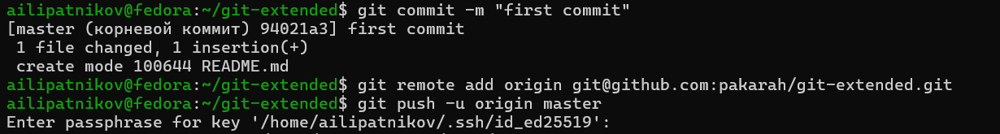 ailipatnikov@fedora:~/git-extended$ git commit -m "first commit"
[master (корневой коммит) 94021a3] first commit
 1 file changed, 1 insertion(+)
 create mode 100644 README.md
ailipatnikov@fedora:~/git-extended$ git remote add origin git@github.com:pakarah/git-extended.git
ailipatnikov@fedora:~/git-extended$ git push -u origin master
Enter passphrase for key '/home/ailipatnikov/.ssh/id_ed25519':